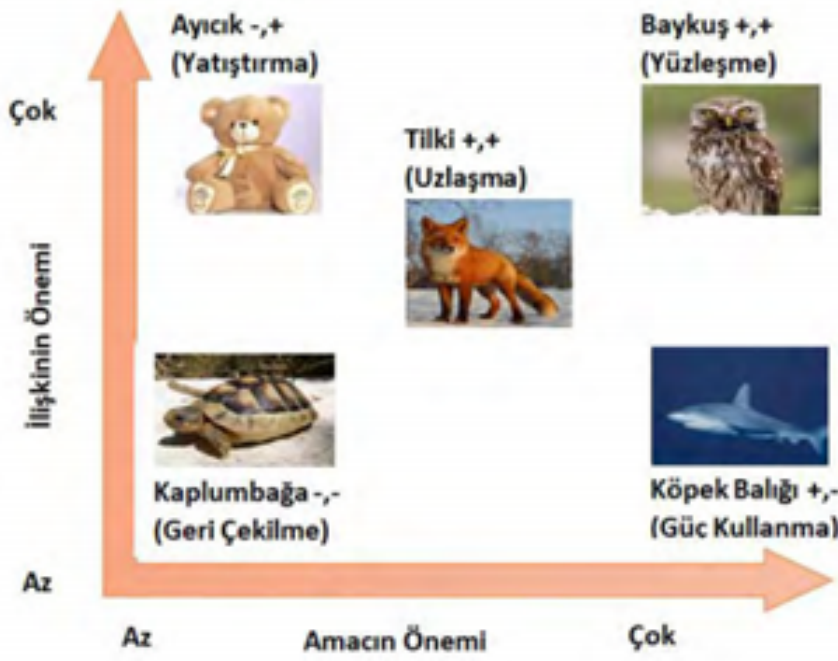 Ayıcık -,+
(Yatıştırma)
Baykuş +,+
(Yüzleşme)
Çok
Tilki +,+
(Uzlaşma)
İlişkinin Önemi
Kaplumbağa -,-
(Geri Çekilme)
Köpek Balığı +,-
(Güç Kullanma)
Az
Az
Amacın Önemi
Çok